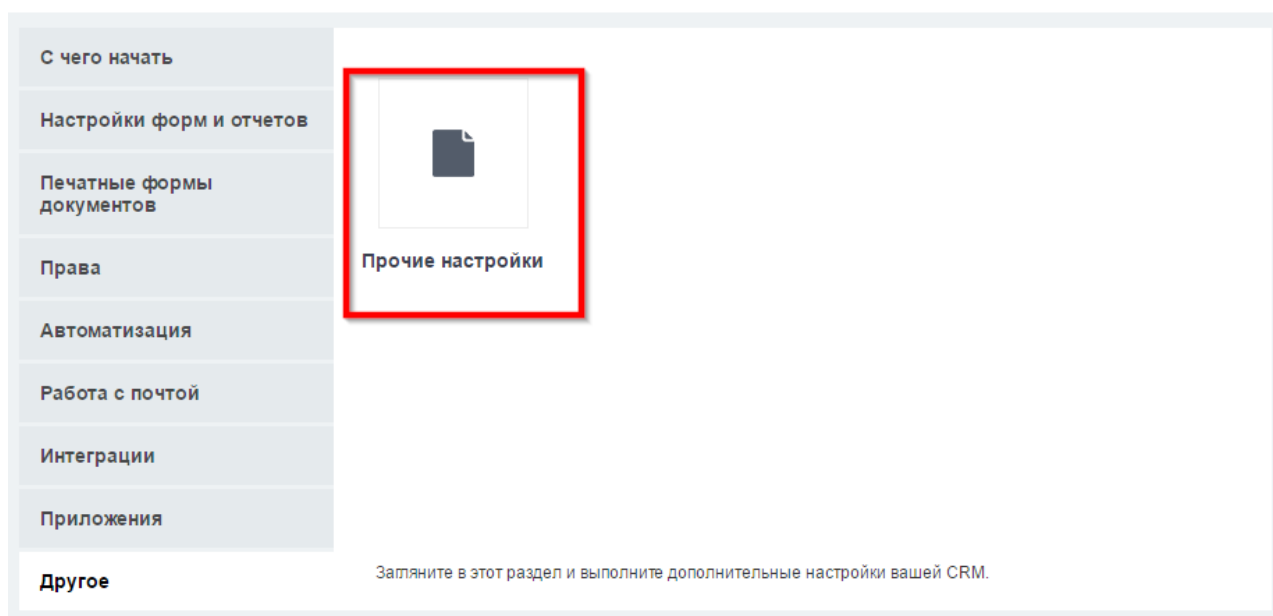 С чего начать
Настройки форм и отчетов
Печатные формы
документов
Права
Автоматизация
Работа с почтой
Интеграции
Приложения
Другое
Прочие настройки
Загляните в этот раздел и выполните дополнительные настройки вашей CRM.